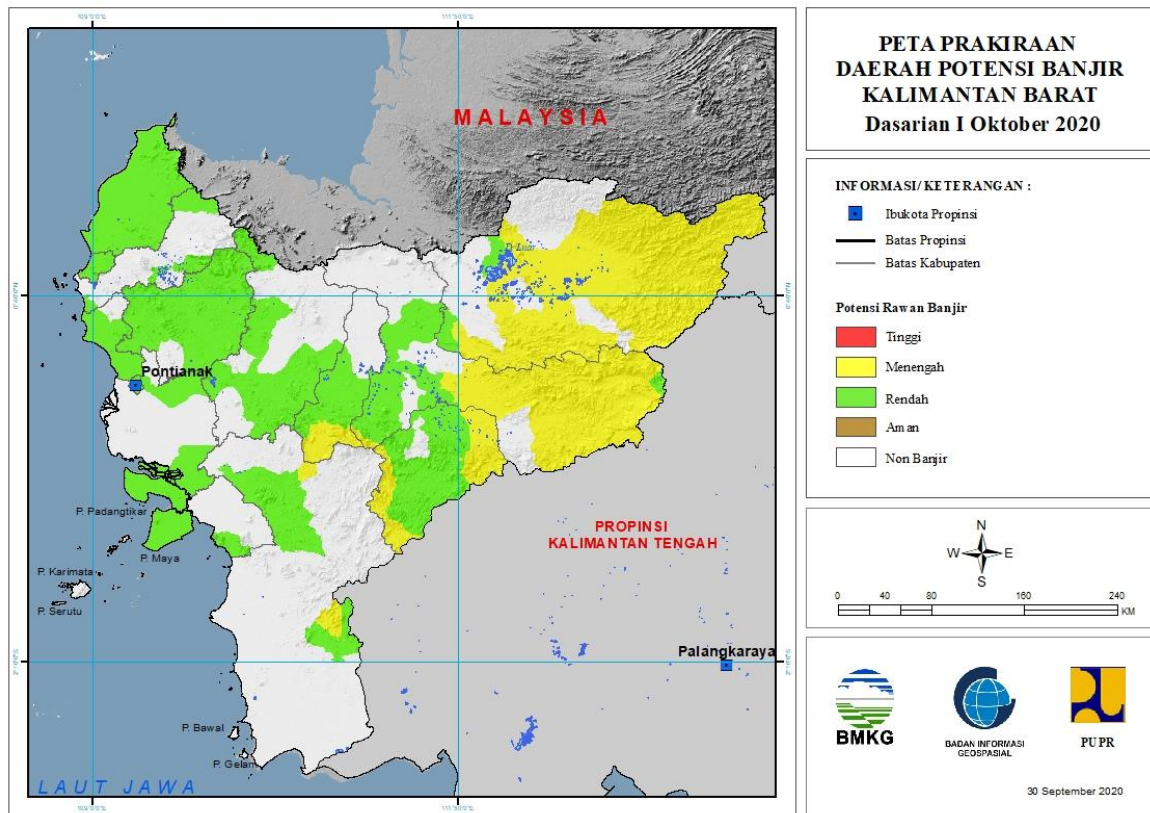 PETA PRAKIRAAN
DAERAH POTENSI BANJIR
KALIMANTAN BARAT
Dasarian I Oktober 2020
INFORMASI/ KETERANGAN :
Ibukota Propinsi
Batas Propinsi
Batas Kabupaten
Potensi Rawan Banjir
Tinggi
Menengah
Rendah
Aman
Non Banjir
N
W E
S
0 40 80 160 240
KM
BMKG
BADAN INFORMASI
GEOSPASIAL
PUPR
30 September 2020
MALAYSIA
D. Luar
Pontianak
P. Padangtikar
P. Maya
P. Karimata
P. Serutu
PROPINSI
KALIMANTAN TENGAH
Palangkaraya
P. Bawal
P. Gelam
LAUT JAWA